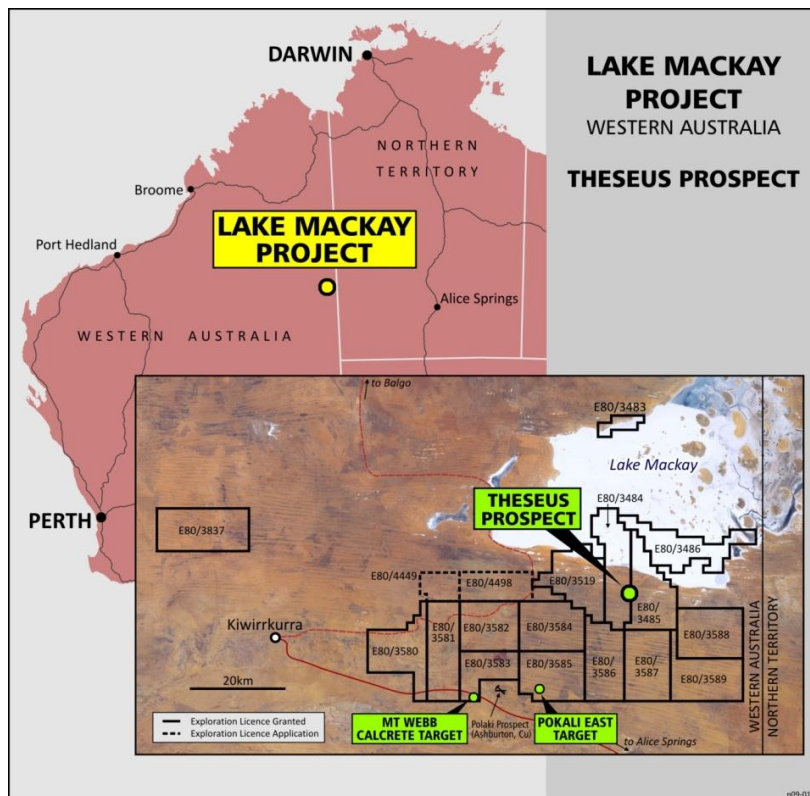 LAKE MACKAY
PROJECT
WESTERN AUSTRALIA
THESEUS PROSPECT
DARWIN
NORTHERN
TERRITORY
Broome
LAKE MACKAY
PROJECT
Port Hedland
Alice Springs
WESTERN AUSTRALIA
PERTH
to Balgo
E80/3483
Lake Mackay
THESEUS
PROSPECT
E80/3484
E80/3837
E80/3486
E80/4449
E80/4498
E80/3519
E80/
3485
Kiwirrkurra
E80/
3581
E80/3582
E80/3584
E80/3588
E80/3580
E80/3583
E80/3585
E80/
3586
E80/
3587
E80/3589
WESTERN AUSTRALIA
NORTHERN TERRITORY
20km
Exploration Licence Granted
Exploration Licence Application
MT WEBB
CALCRETE TARGET
Polaki Prospect
(Ashburton, Cu)
POKALI EAST
TARGET
to Alice Springs